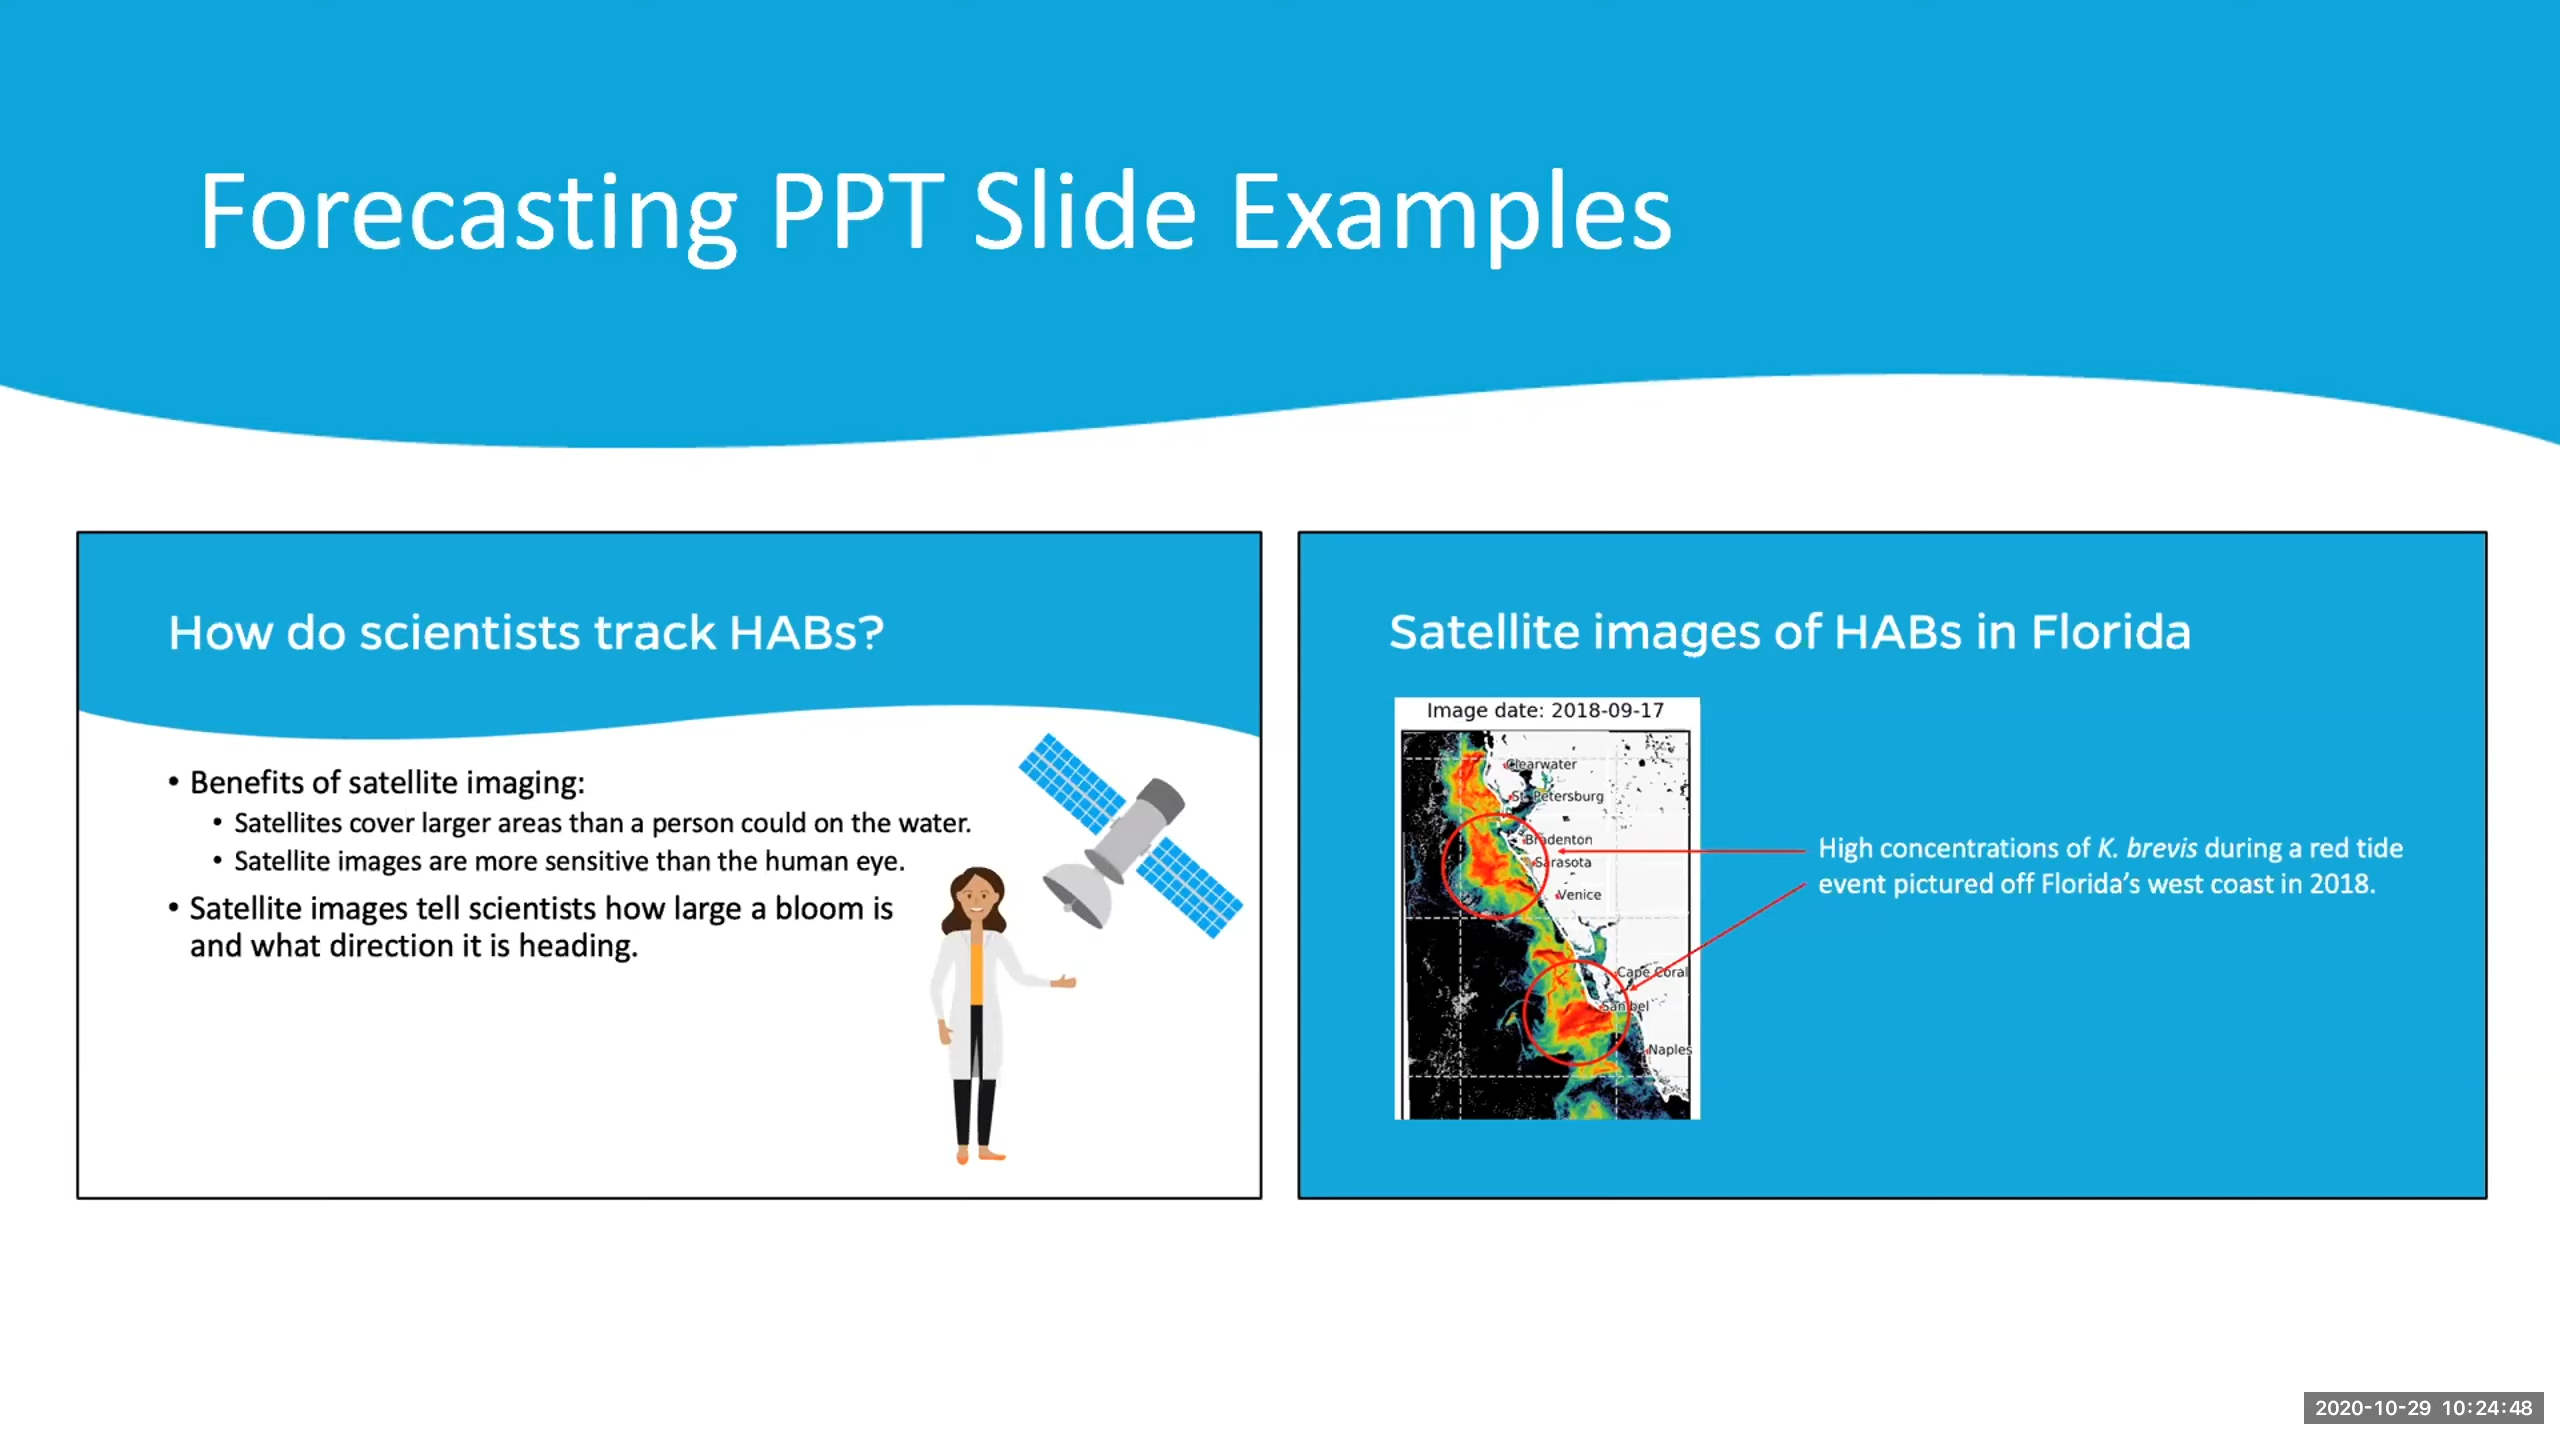 Forecasting PPT Slide Examples
How do scientists track HABs?
• Benefits of satellite imaging:
• Satellites cover larger areas than a person could on the water.
• Satellite images are more sensitive than the human eye.
• Satellite images tell scientists how large a bloom is
and what direction it is heading.
Satellite images of HABs in Florida
Image date: 2018-09-17
Clearwater
St. Petersburg
Bradenton
Sarasota
Venice
Cape Coral
Sanibel
Naples
High concentrations of K. brevis during a red tide
event pictured off Florida’s west coast in 2018.
2020-10-29 10:24:48